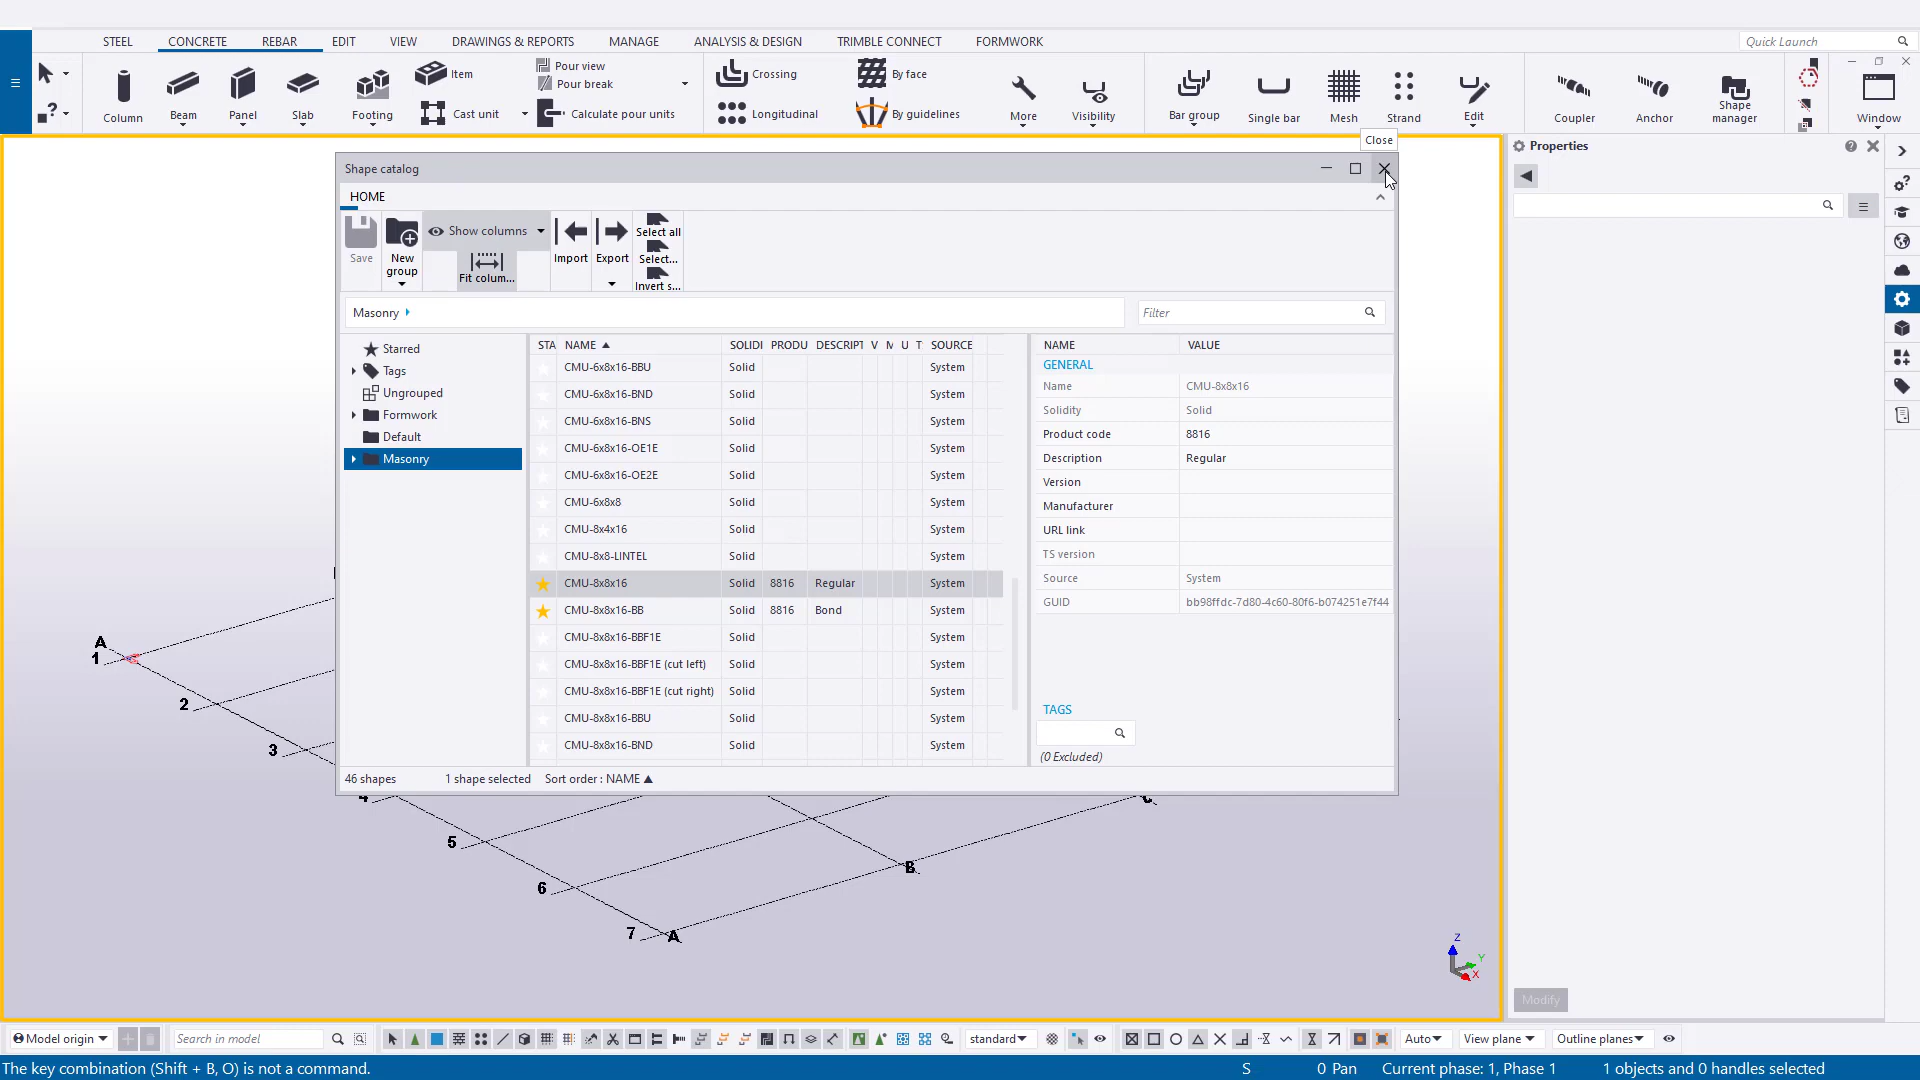 STEEL CONCRETE REBAR EDIT VIEW DRAWINGS & REPORTS MANAGE ANALYSIS & DESIGN TRIMBLE CONNECT FORMWORK Quick Launch
Item Pour view Crossing By face
Pour break
Column Beam Panel Slab Footing Cast unit Calculate pour units Longitudinal By guidelines More Visibility Bar group Single bar Mesh Strand Edit Coupler Anchor Shape manager Window
Close
Properties
Shape catalog
HOME
Save New group Show columns Fit colum... Import Export Select all Select... Invert s...
Masonry Filter
Starred
Tags
Ungrouped
Formwork
Default
Masonry
STA NAME SOLIDI PRODU DESCRIPT V M U T SOURCE
CMU-6x8x16-BBU Solid System
CMU-6x8x16-BND Solid System
CMU-6x8x16-BNS Solid System
CMU-6x8x16-OE1E Solid System
CMU-6x8x16-OE2E Solid System
CMU-6x8x8 Solid System
CMU-8x4x16 Solid System
CMU-8x8-LINTEL Solid System
CMU-8x8x16 Solid 8816 Regular System
CMU-8x8x16-BB Solid 8816 Bond System
CMU-8x8x16-BBF1E Solid System
CMU-8x8x16-BBF1E (cut left) Solid System
CMU-8x8x16-BBF1E (cut right) Solid System
CMU-8x8x16-BBU Solid System
CMU-8x8x16-BND Solid System
NAME VALUE
GENERAL
Name CMU-8x8x16
Solidity Solid
Product code 8816
Description Regular
Version
Manufacturer
URL link
TS version
Source System
GUID bb98ffdc-7d80-4c60-80f6-b074251e7f44
TAGS
(0 Excluded)
46 shapes 1 shape selected Sort order : NAME
A
1
2
3
4
5
6
7
A
B
C
Z
Y
X
Modify
Model origin Search in model standard Auto View plane Outline planes
The key combination (Shift + B, O) is not a command. S 0 Pan Current phase: 1, Phase 1 1 objects and 0 handles selected